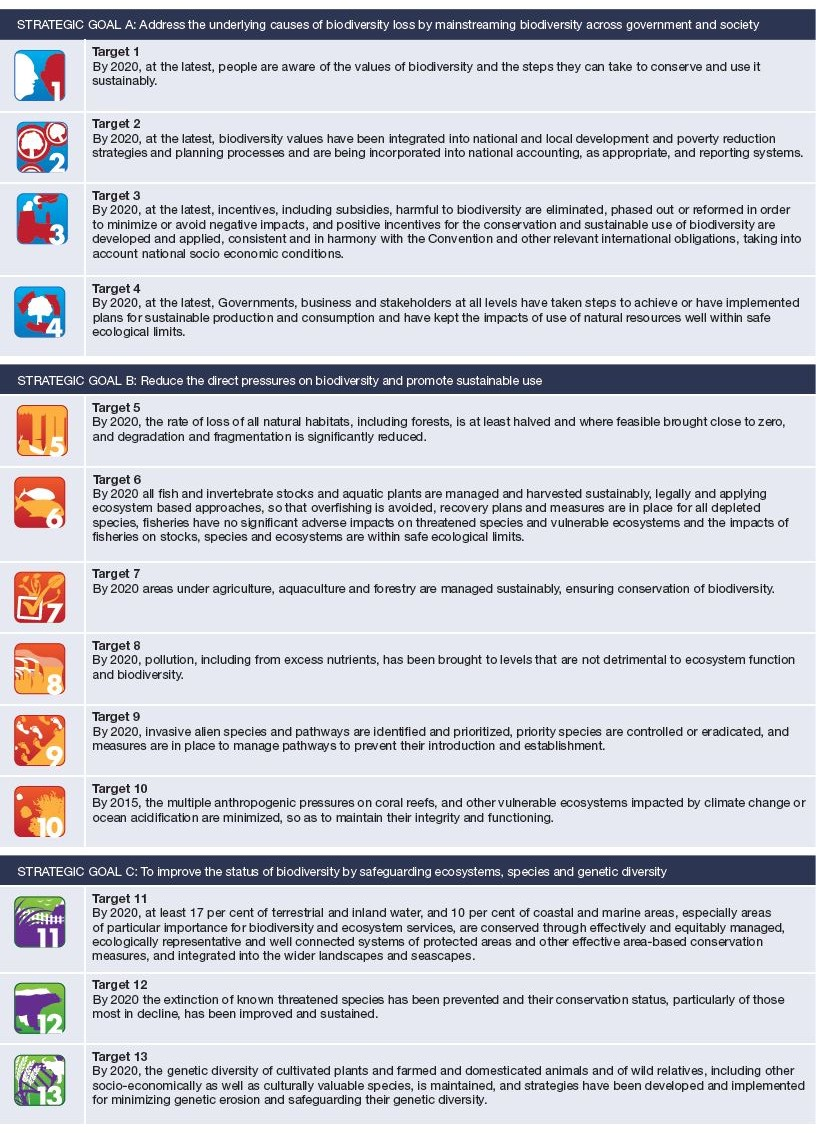 STRATEGIC GOAL A: Address the underlying causes of biodiversity loss by mainstreaming biodiversity across government and society
1
Target 1
By 2020, at the latest, people are aware of the values of biodiversity and the steps they can take to conserve and use it
sustainably.
2
Target 2
By 2020, at the latest, biodiversity values have been integrated into national and local development and poverty reduction
strategies and planning processes and are being incorporated into national accounting, as appropriate, and reporting systems.
3
Target 3
By 2020, at the latest, incentives, including subsidies, harmful to biodiversity are eliminated, phased out or reformed in order
to minimize or avoid negative impacts, and positive incentives for the conservation and sustainable use of biodiversity are
developed and applied, consistent and in harmony with the Convention and other relevant international obligations, taking into
account national socio economic conditions.
4
Target 4
By 2020, at the latest, Governments, business and stakeholders at all levels have taken steps to achieve or have implemented
plans for sustainable production and consumption and have kept the impacts of use of natural resources well within safe
ecological limits.
STRATEGIC GOAL B: Reduce the direct pressures on biodiversity and promote sustainable use
5
Target 5
By 2020, the rate of loss of all natural habitats, including forests, is at least halved and where feasible brought close to zero,
and degradation and fragmentation is significantly reduced.
6
Target 6
By 2020 all fish and invertebrate stocks and aquatic plants are managed and harvested sustainably, legally and applying
ecosystem based approaches, so that overfishing is avoided, recovery plans and measures are in place for all depleted
species, fisheries have no significant adverse impacts on threatened species and vulnerable ecosystems and the impacts of
fisheries on stocks, species and ecosystems are within safe ecological limits.
7
Target 7
By 2020 areas under agriculture, aquaculture and forestry are managed sustainably, ensuring conservation of biodiversity.
8
Target 8
By 2020, pollution, including from excess nutrients, has been brought to levels that are not detrimental to ecosystem function
and biodiversity.
9
Target 9
By 2020, invasive alien species and pathways are identified and prioritized, priority species are controlled or eradicated, and
measures are in place to manage pathways to prevent their introduction and establishment.
10
Target 10
By 2015, the multiple anthropogenic pressures on coral reefs, and other vulnerable ecosystems impacted by climate change or
ocean acidification are minimized, so as to maintain their integrity and functioning.
STRATEGIC GOAL C: To improve the status of biodiversity by safeguarding ecosystems, species and genetic diversity
11
Target 11
By 2020, at least 17 per cent of terrestrial and inland water, and 10 per cent of coastal and marine areas, especially areas
of particular importance for biodiversity and ecosystem services, are conserved through effectively and equitably managed,
ecologically representative and well connected systems of protected areas and other effective area-based conservation
measures, and integrated into the wider landscapes and seascapes.
12
Target 12
By 2020 the extinction of known threatened species has been prevented and their conservation status, particularly of those
most in decline, has been improved and sustained.
13
Target 13
By 2020, the genetic diversity of cultivated plants and farmed and domesticated animals and of wild relatives, including other
socio-economically as well as culturally valuable species, is maintained, and strategies have been developed and implemented
for minimizing genetic erosion and safeguarding their genetic diversity.